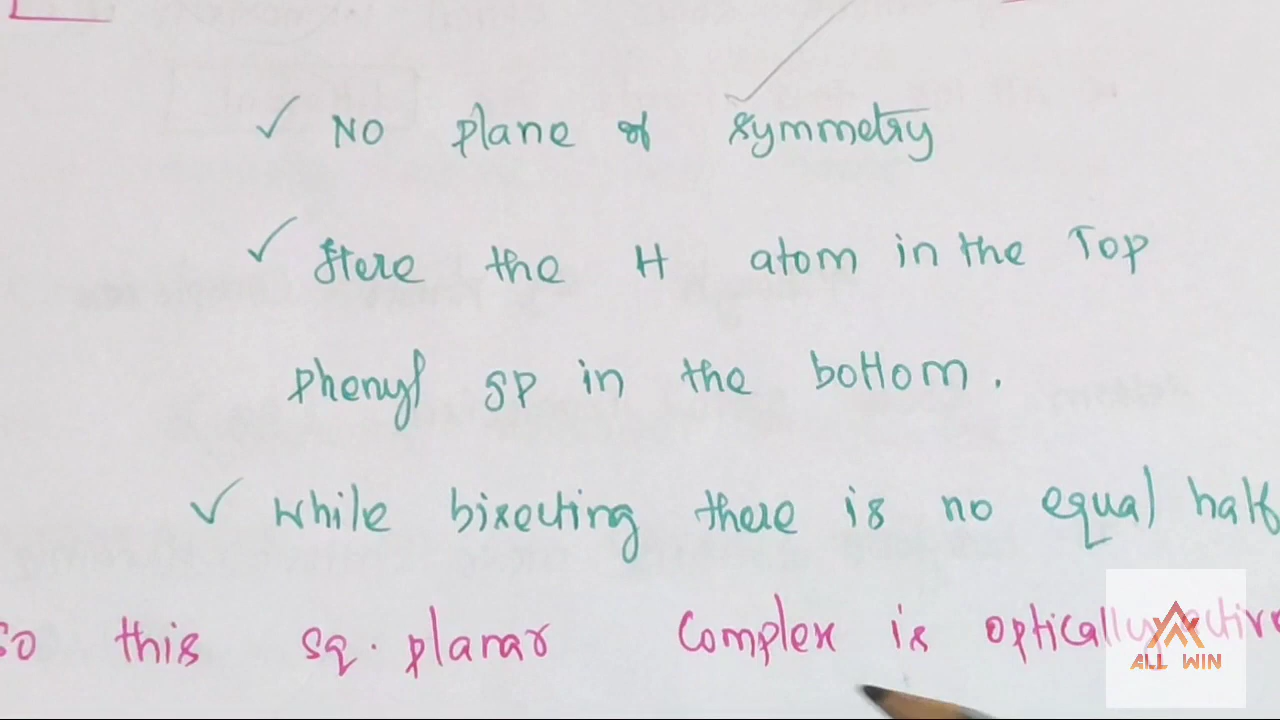 No plane of symmetry
Here the H atom in the Top
phenyl gp in the bottom.
while bisecting there is no equal half
so this sq. planar Complex is optically active
ALL WIN